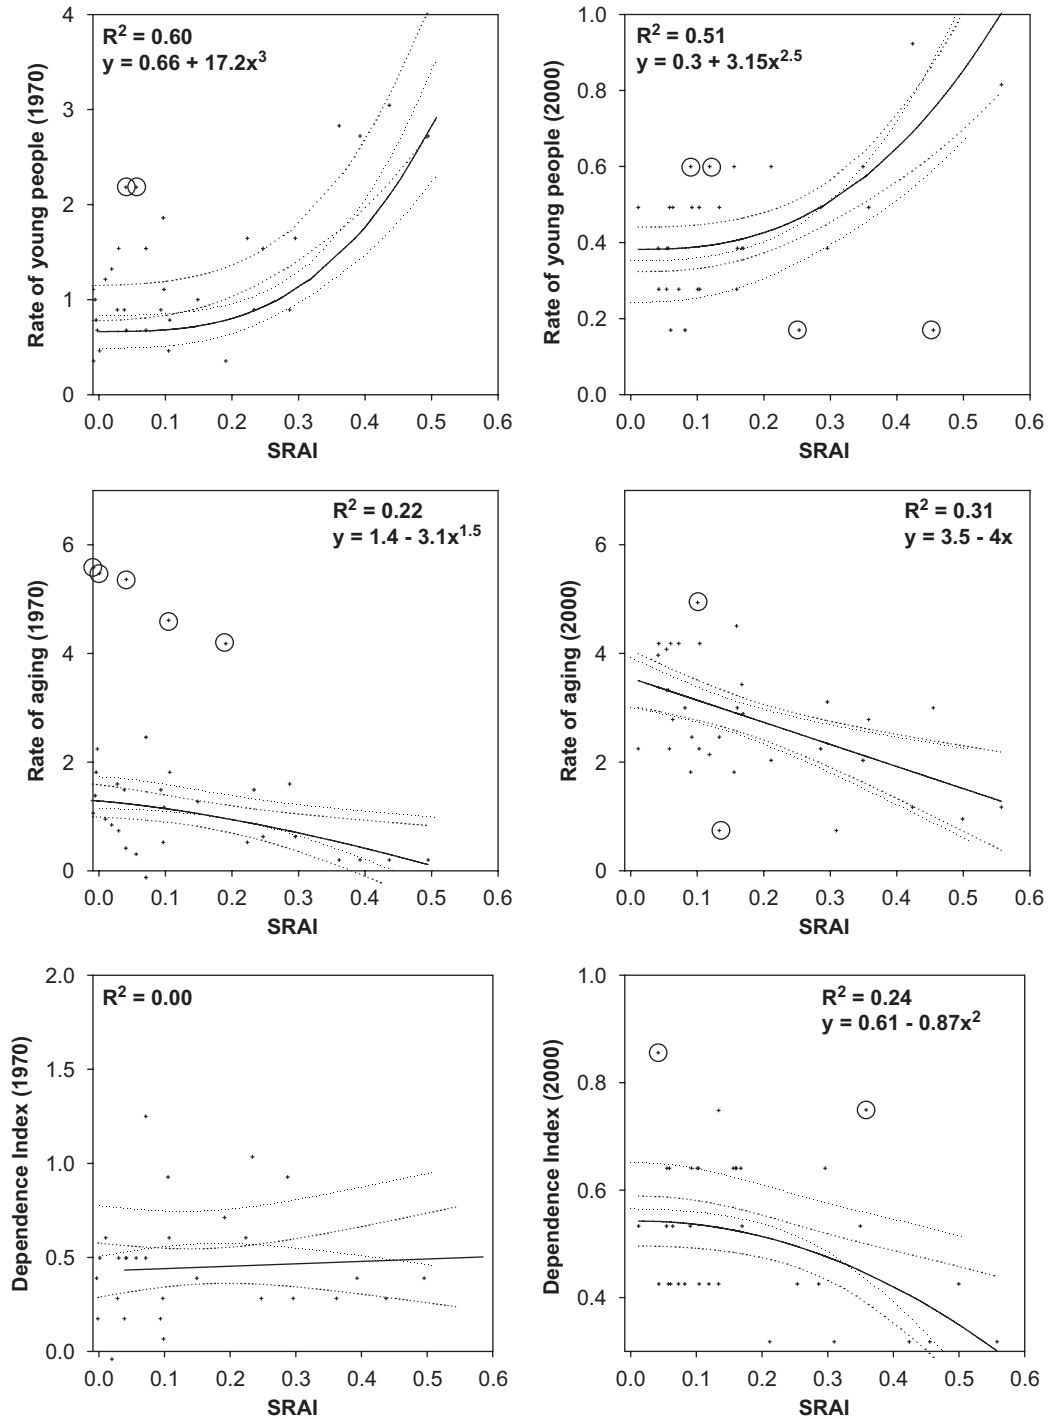 R² = 0.60
y = 0.66 + 17.2x³
Rate of young people (1970)
4
3
2
1
0
0.0 0.1 0.2 0.3 0.4 0.5 0.6
SRAI
R² = 0.51
y = 0.3 + 3.15x^2.5
Rate of young people (2000)
1.0
0.8
0.6
0.4
0.2
0.0
0.0 0.1 0.2 0.3 0.4 0.5 0.6
SRAI
R² = 0.22
y = 1.4 - 3.1x^1.5
Rate of aging (1970)
6
4
2
0
0.0 0.1 0.2 0.3 0.4 0.5 0.6
SRAI
R² = 0.31
y = 3.5 - 4x
Rate of aging (2000)
6
4
2
0
0.0 0.1 0.2 0.3 0.4 0.5 0.6
SRAI
R² = 0.00
Dependence Index (1970)
2.0
1.5
1.0
0.5
0.0
0.0 0.1 0.2 0.3 0.4 0.5 0.6
SRAI
R² = 0.24
y = 0.61 - 0.87x²
Dependence Index (2000)
1.0
0.8
0.6
0.4
0.0 0.1 0.2 0.3 0.4 0.5 0.6
SRAI